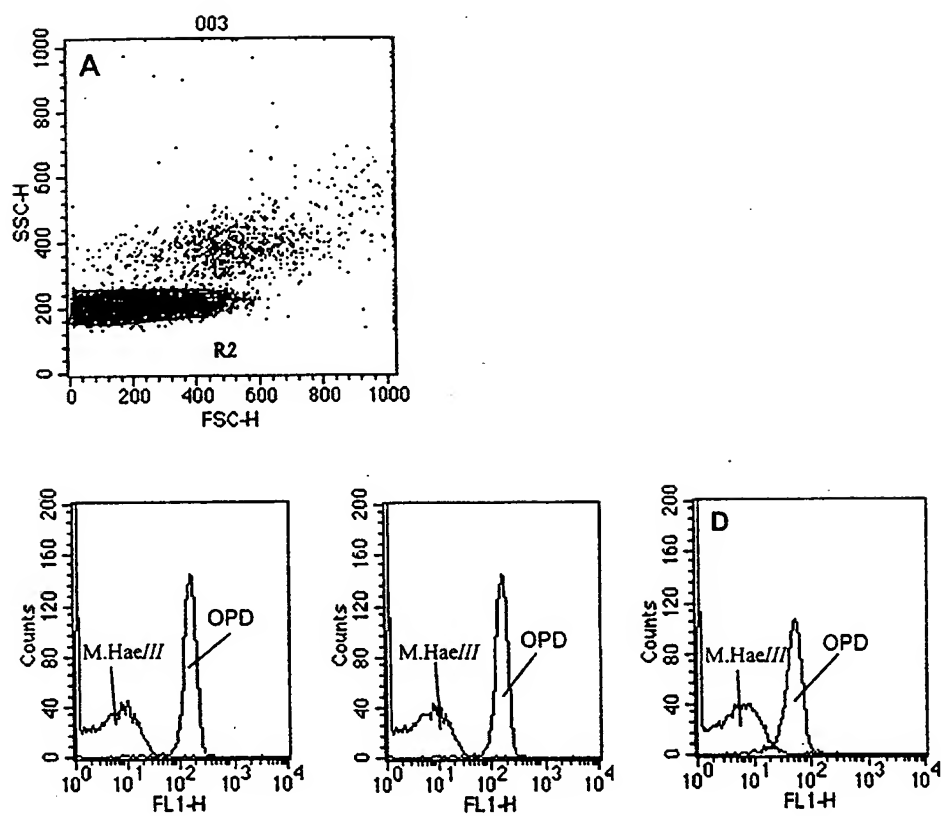 003
A
1000
800
600
400
200
0
SSC-H
R2
0 200 400 600 800 1000
FSC-H
200
160
120
80
40
0
Counts
M.HaeIII
OPD
10^0 10^1 10^2 10^3 10^4
FL1-H
200
160
120
80
40
0
Counts
M.HaeIII
OPD
10^0 10^1 10^2 10^3 10^4
FL1-H
D
200
160
120
80
40
0
Counts
M.HaeIII
OPD
10^0 10^1 10^2 10^3 10^4
FL1-H